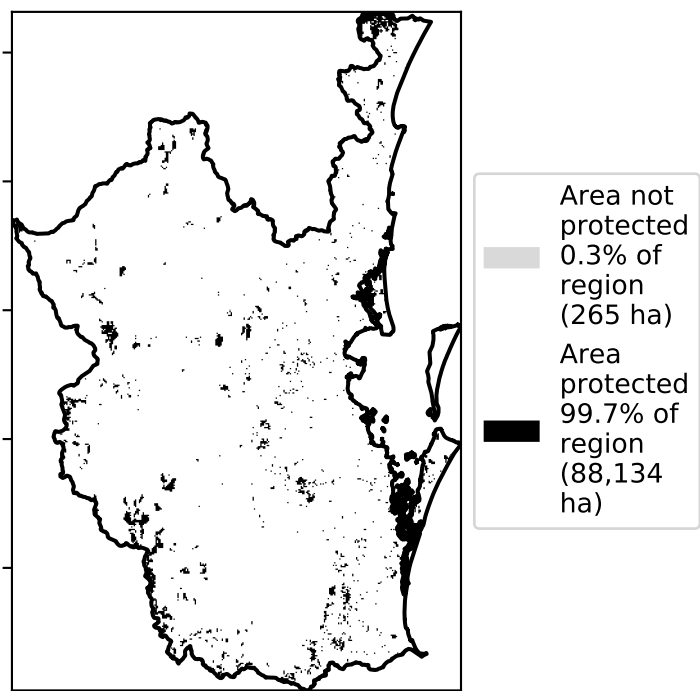 Area not
protected
0.3% of
region
(265 ha)
Area
protected
99.7% of
region
(88,134
ha)